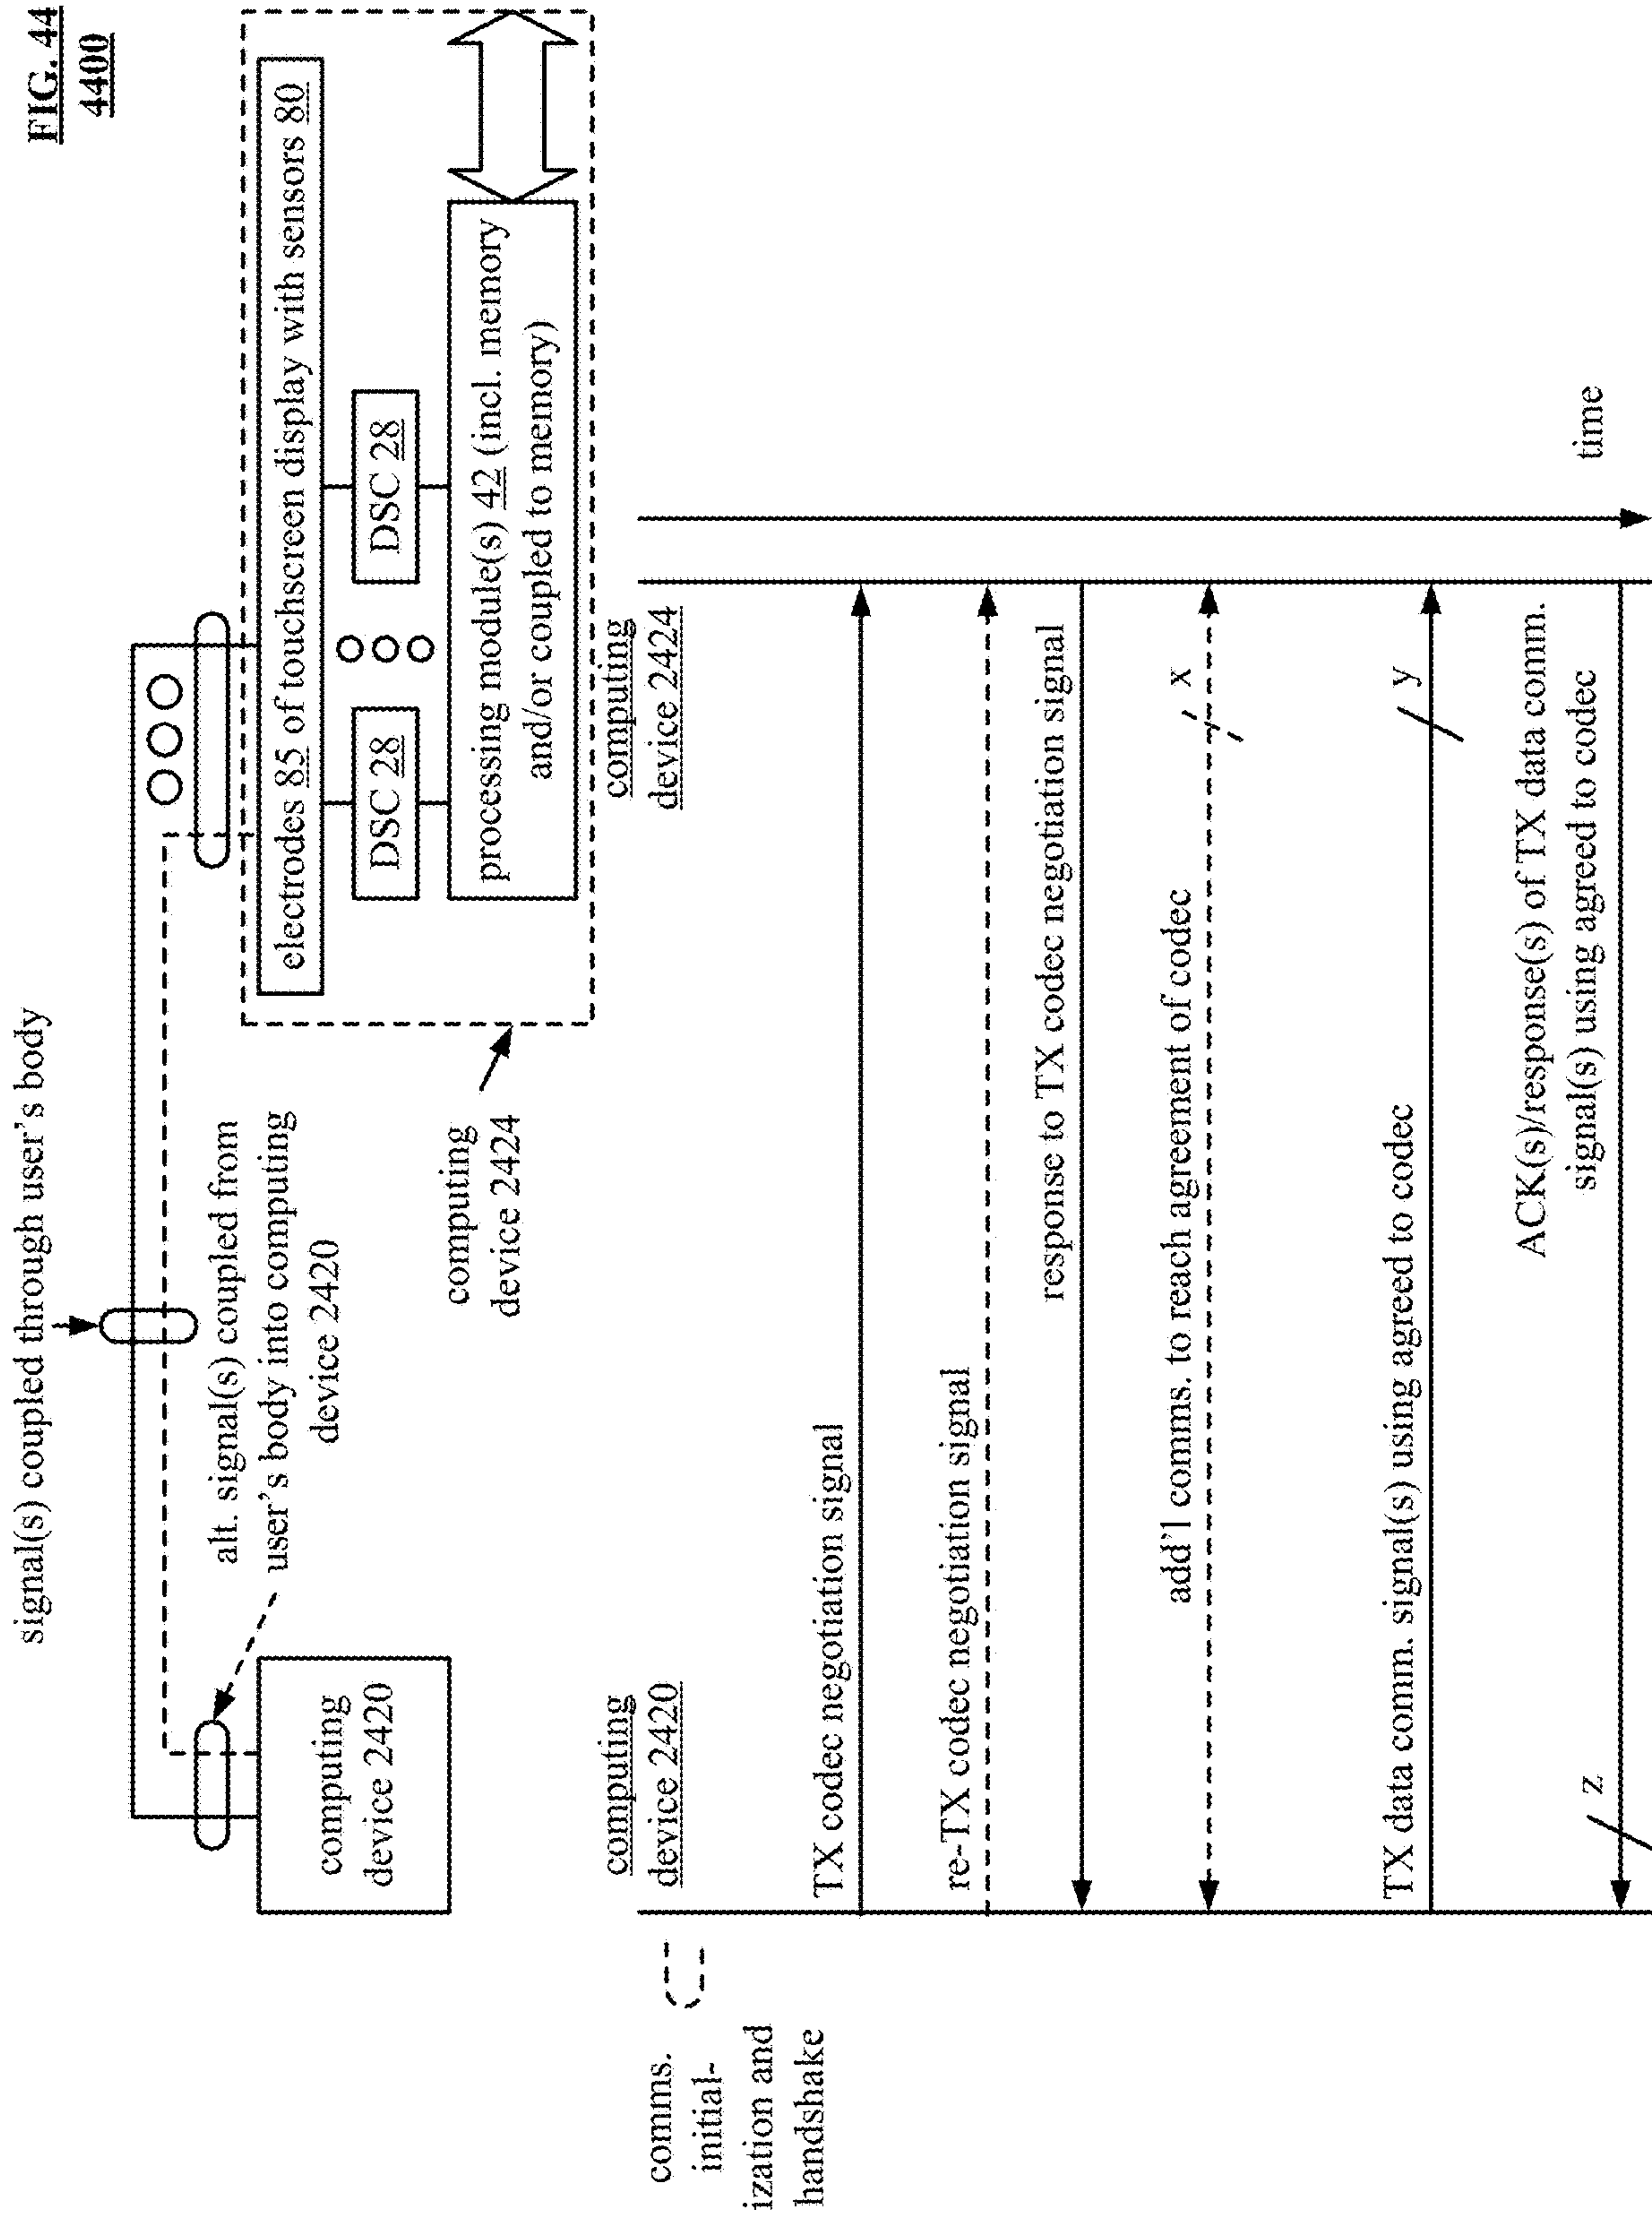 FIG. 44
4400
signal(s) coupled through user's body
alt. signal(s) coupled from
user's body into computing
device 2420
computing
device 2420
computing
device 2424
electrodes 85 of touchscreen display with sensors 80
DSC 28
DSC 28
processing module(s) 42 (incl. memory
and/or coupled to memory)
computing
device 2420
computing
device 2424
comms.
initial-
ization and
handshake
TX codec negotiation signal
re-TX codec negotiation signal
response to TX codec negotiation signal
add'l comms. to reach agreement of codec
x
TX data comm. signal(s) using agreed to codec
y
ACK(s)/response(s) of TX data comm.
signal(s) using agreed to codec
z
time